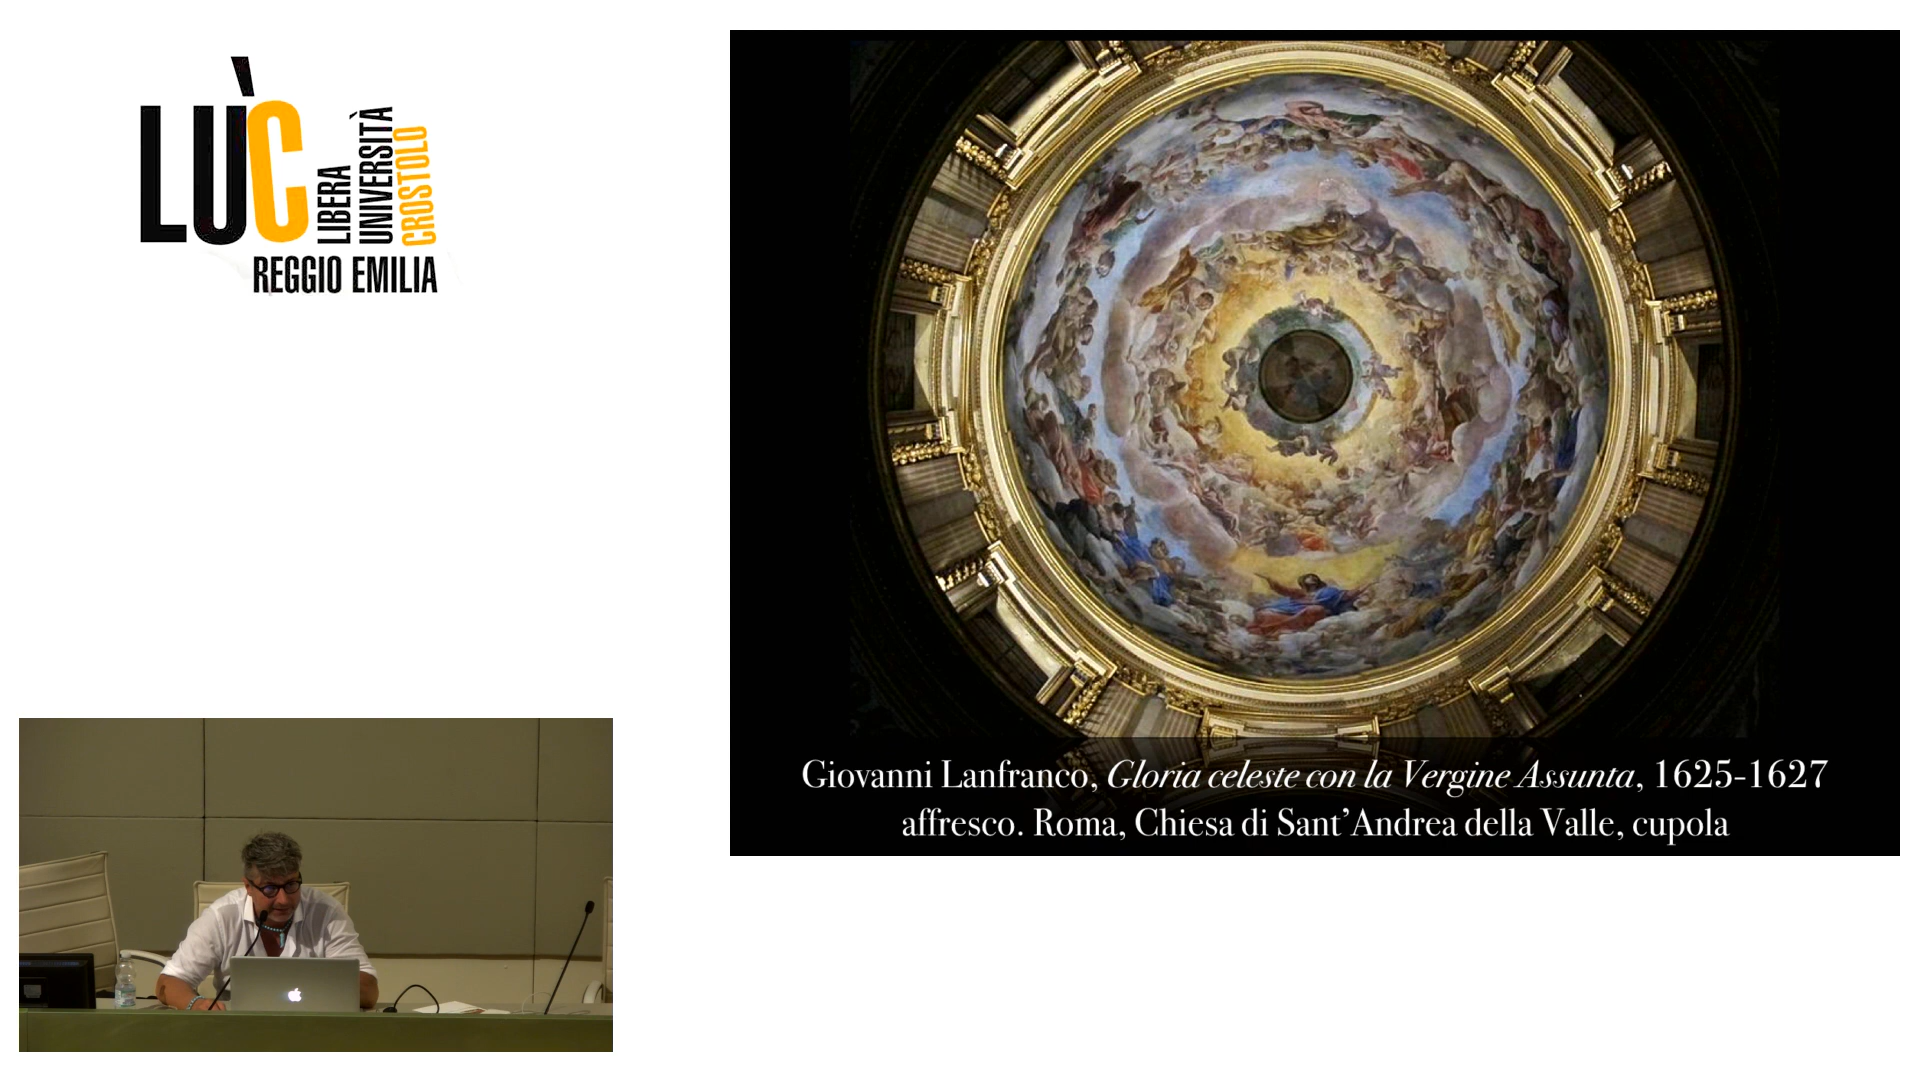 LÙC
LIBERA
UNIVERSITÀ
CROSTOLO
REGGIO EMILIA
Giovanni Lanfranco, Gloria celeste con la Vergine Assunta, 1625-1627
affresco. Roma, Chiesa di Sant'Andrea della Valle, cupola